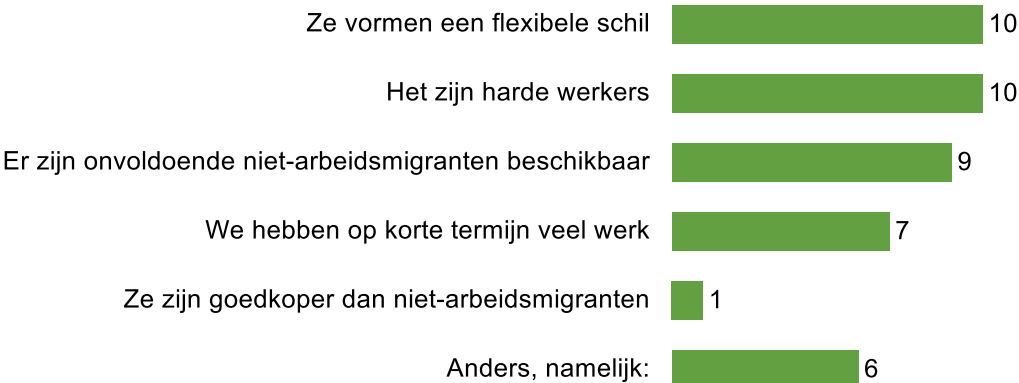 Ze vormen een flexibele schil 10
Het zijn harde werkers 10
Er zijn onvoldoende niet-arbeidsmigranten beschikbaar 9
We hebben op korte termijn veel werk 7
Ze zijn goedkoper dan niet-arbeidsmigranten 1
Anders, namelijk: 6